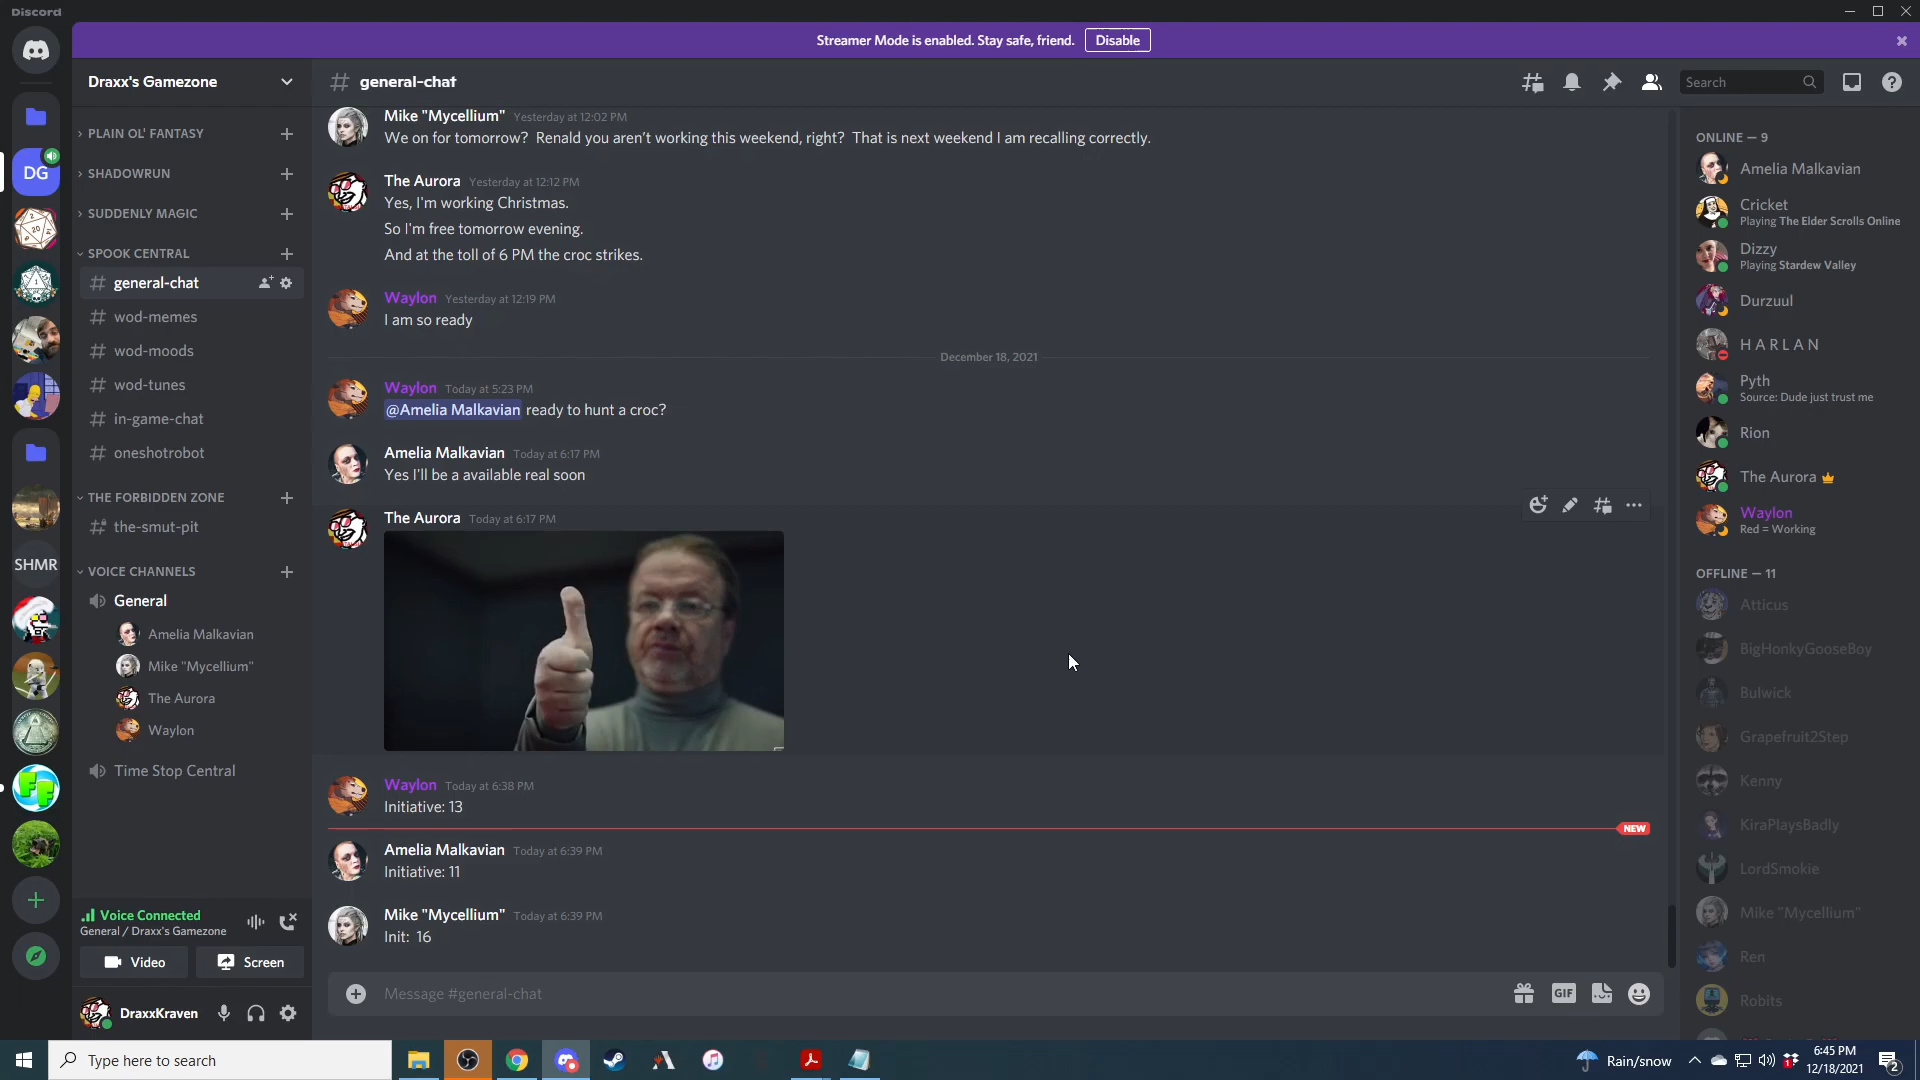 Discord
Streamer Mode is enabled. Stay safe, friend.
Disable
Draxx's Gamezone
PLAIN OL' FANTASY
SHADOWRUN
SUDDENLY MAGIC
SPOOK CENTRAL
general-chat
wod-memes
wod-moods
wod-tunes
in-game-chat
oneshotrobot
THE FORBIDDEN ZONE
the-smut-pit
VOICE CHANNELS
General
Amelia Malkavian
Mike "Mycellium"
The Aurora
Waylon
Time Stop Central
DG
SHMR
FF
Voice Connected
General / Draxx's Gamezone
Video
Screen
DraxxKraven
general-chat
Search
Mike "Mycellium" Yesterday at 12:02 PM
We on for tomorrow? Renald you aren't working this weekend, right? That is next weekend I am recalling correctly.
The Aurora Yesterday at 12:12 PM
Yes, I'm working Christmas.
So I'm free tomorrow evening.
And at the toll of 6 PM the croc strikes.
Waylon Yesterday at 12:19 PM
I am so ready
December 18, 2021
Waylon Today at 5:23 PM
@Amelia Malkavian ready to hunt a croc?
Amelia Malkavian Today at 6:17 PM
Yes I'll be a available real soon
The Aurora Today at 6:17 PM
Waylon Today at 6:38 PM
Initiative: 13
NEW
Amelia Malkavian Today at 6:39 PM
Initiative: 11
Mike "Mycellium" Today at 6:39 PM
Init: 16
Message #general-chat
GIF
ONLINE — 9
Amelia Malkavian
Cricket
Playing The Elder Scrolls Online
Dizzy
Playing Stardew Valley
Durzuul
H A R L A N
Pyth
Source: Dude just trust me
Rion
The Aurora
Waylon
Red = Working
OFFLINE — 11
Atticus
BigHonkyGooseBoy
Bulwick
Grapefruit2Step
Kenny
KiraPlaysBadly
LordSmokie
Mike "Mycellium"
Ren
Robits
Type here to search
Rain/snow
6:45 PM
12/18/2021
2